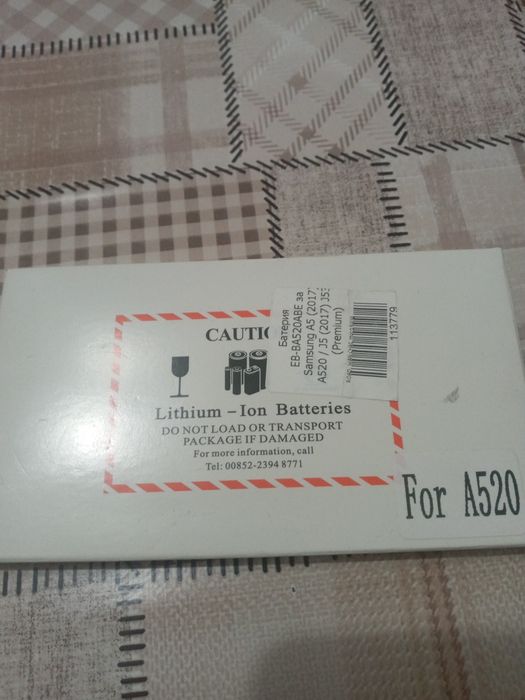 CAUTIO
Lithium – Ion Batteries
DO NOT LOAD OR TRANSPORT
PACKAGE IF DAMAGED
For more information, call
Tel: 00852-2394 8771
Батерия
EB-BA520ABE за
Samsung A5 (2017)
A520 / J5 (2017) J53
(Premium)
113779
For A520